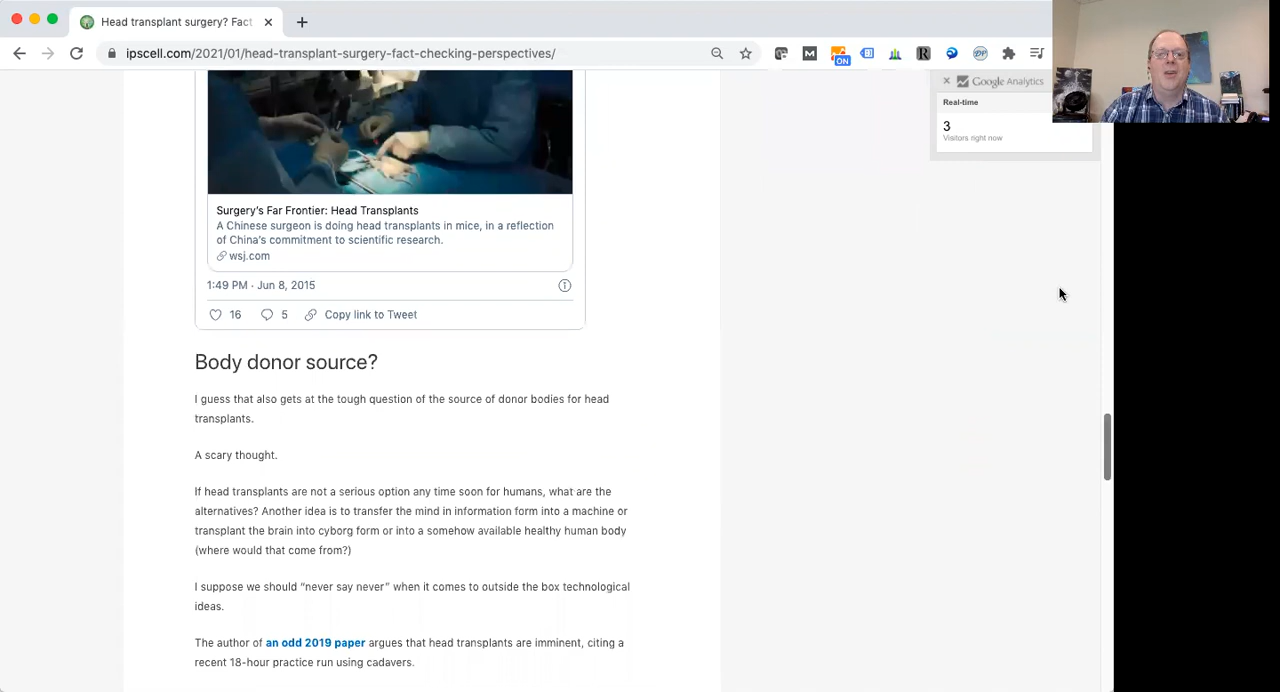 Head transplant surgery? Fact
ipscell.com/2021/01/head-transplant-surgery-fact-checking-perspectives/
ON
Google Analytics
Real-time
3
Visitors right now
Surgery's Far Frontier: Head Transplants
A Chinese surgeon is doing head transplants in mice, in a reflection
of China's commitment to scientific research.
wsj.com
1:49 PM · Jun 8, 2015
16 5 Copy link to Tweet
Body donor source?
I guess that also gets at the tough question of the source of donor bodies for head
transplants.
A scary thought.
If head transplants are not a serious option any time soon for humans, what are the
alternatives? Another idea is to transfer the mind in information form into a machine or
transplant the brain into cyborg form or into a somehow available healthy human body
(where would that come from?)
I suppose we should “never say never” when it comes to outside the box technological
ideas.
The author of an odd 2019 paper argues that head transplants are imminent, citing a
recent 18-hour practice run using cadavers.